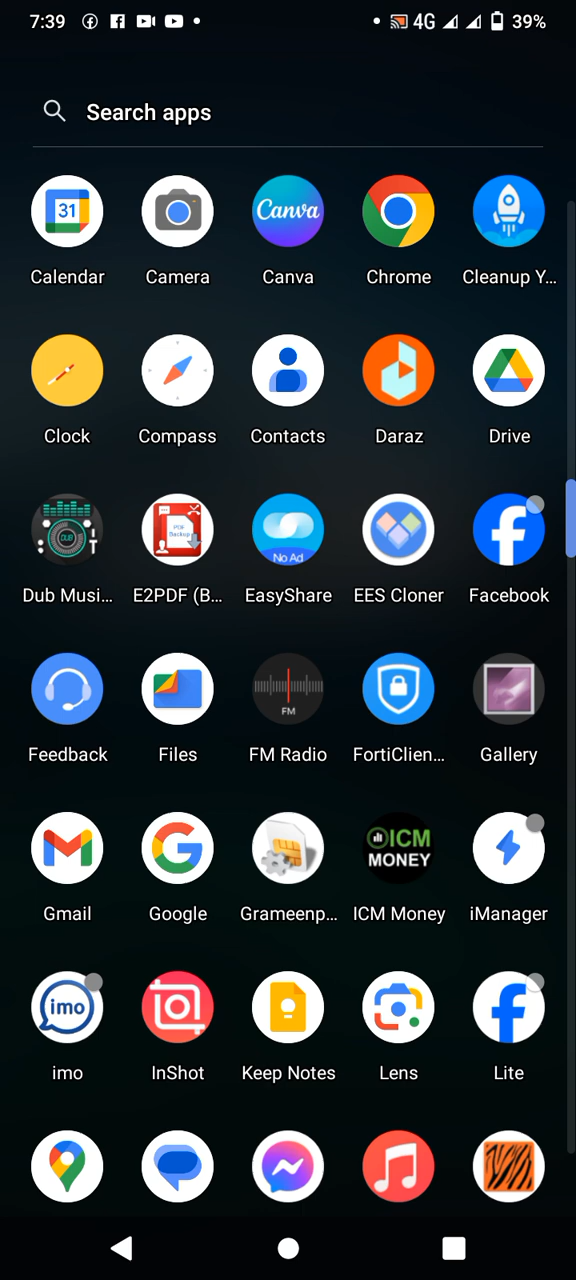 7:39
4G 39%
Search apps
31
Canva
Calendar
Camera
Canva
Chrome
Cleanup Y...
Clock
Compass
Contacts
Daraz
Drive
DUB
PDF
Backup
No Ad
Dub Musi...
E2PDF (B...
EasyShare
EES Cloner
Facebook
FM
Feedback
Files
FM Radio
FortiClien...
Gallery
ICM
MONEY
Gmail
Google
Grameenp...
ICM Money
iManager
imo
imo
InShot
Keep Notes
Lens
Lite